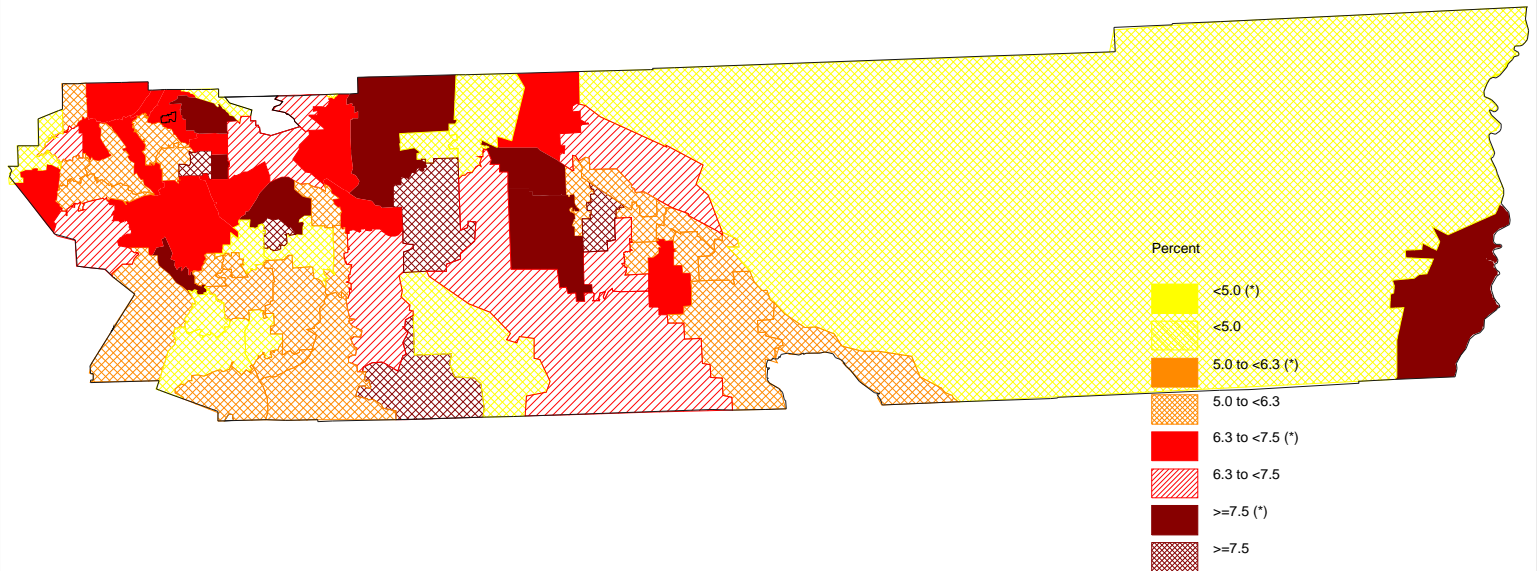 Percent
<5.0 (*)
<5.0
5.0 to <6.3 (*)
5.0 to <6.3
6.3 to <7.5 (*)
6.3 to <7.5
>=7.5 (*)
>=7.5